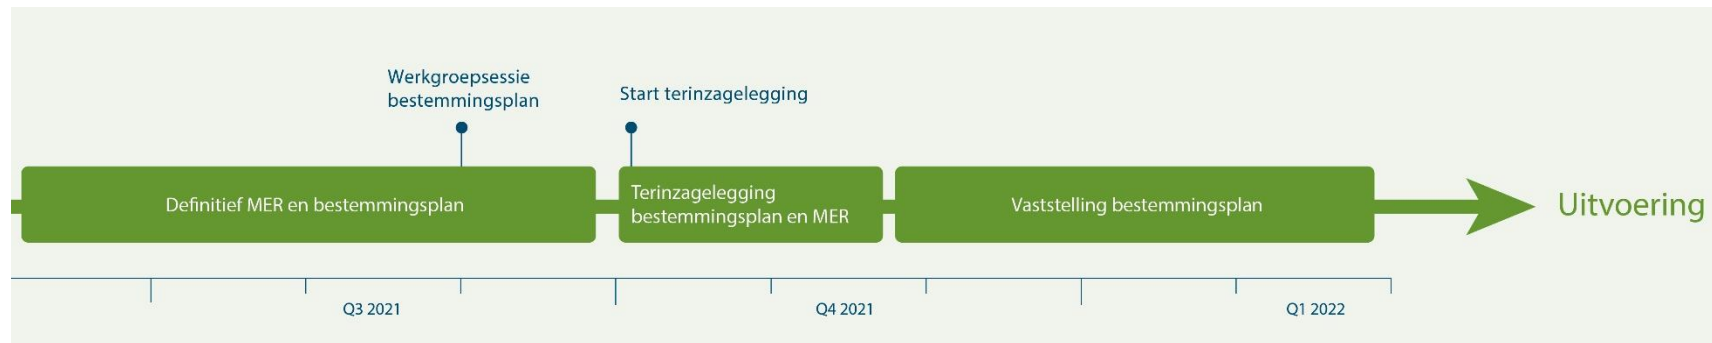 Werkgroepsessie
bestemmingsplan
Start terinzagelegging
Definitief MER en bestemmingsplan
Terinzagelegging
bestemmingsplan en MER
Vaststelling bestemmingsplan
Uitvoering
Q3 2021
Q4 2021
Q1 2022